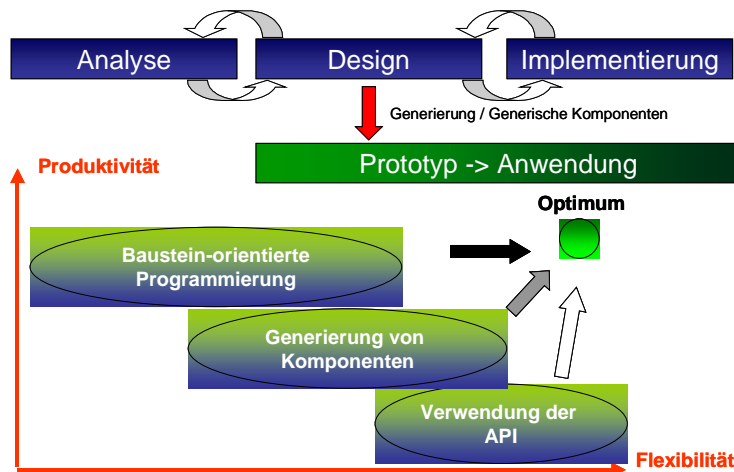 Analyse
Design
Implementierung
Generierung / Generische Komponenten
Produktivität
Prototyp -> Anwendung
Optimum
Baustein-orientierte
Programmierung
Generierung von
Komponenten
Verwendung der
API
Flexibilität